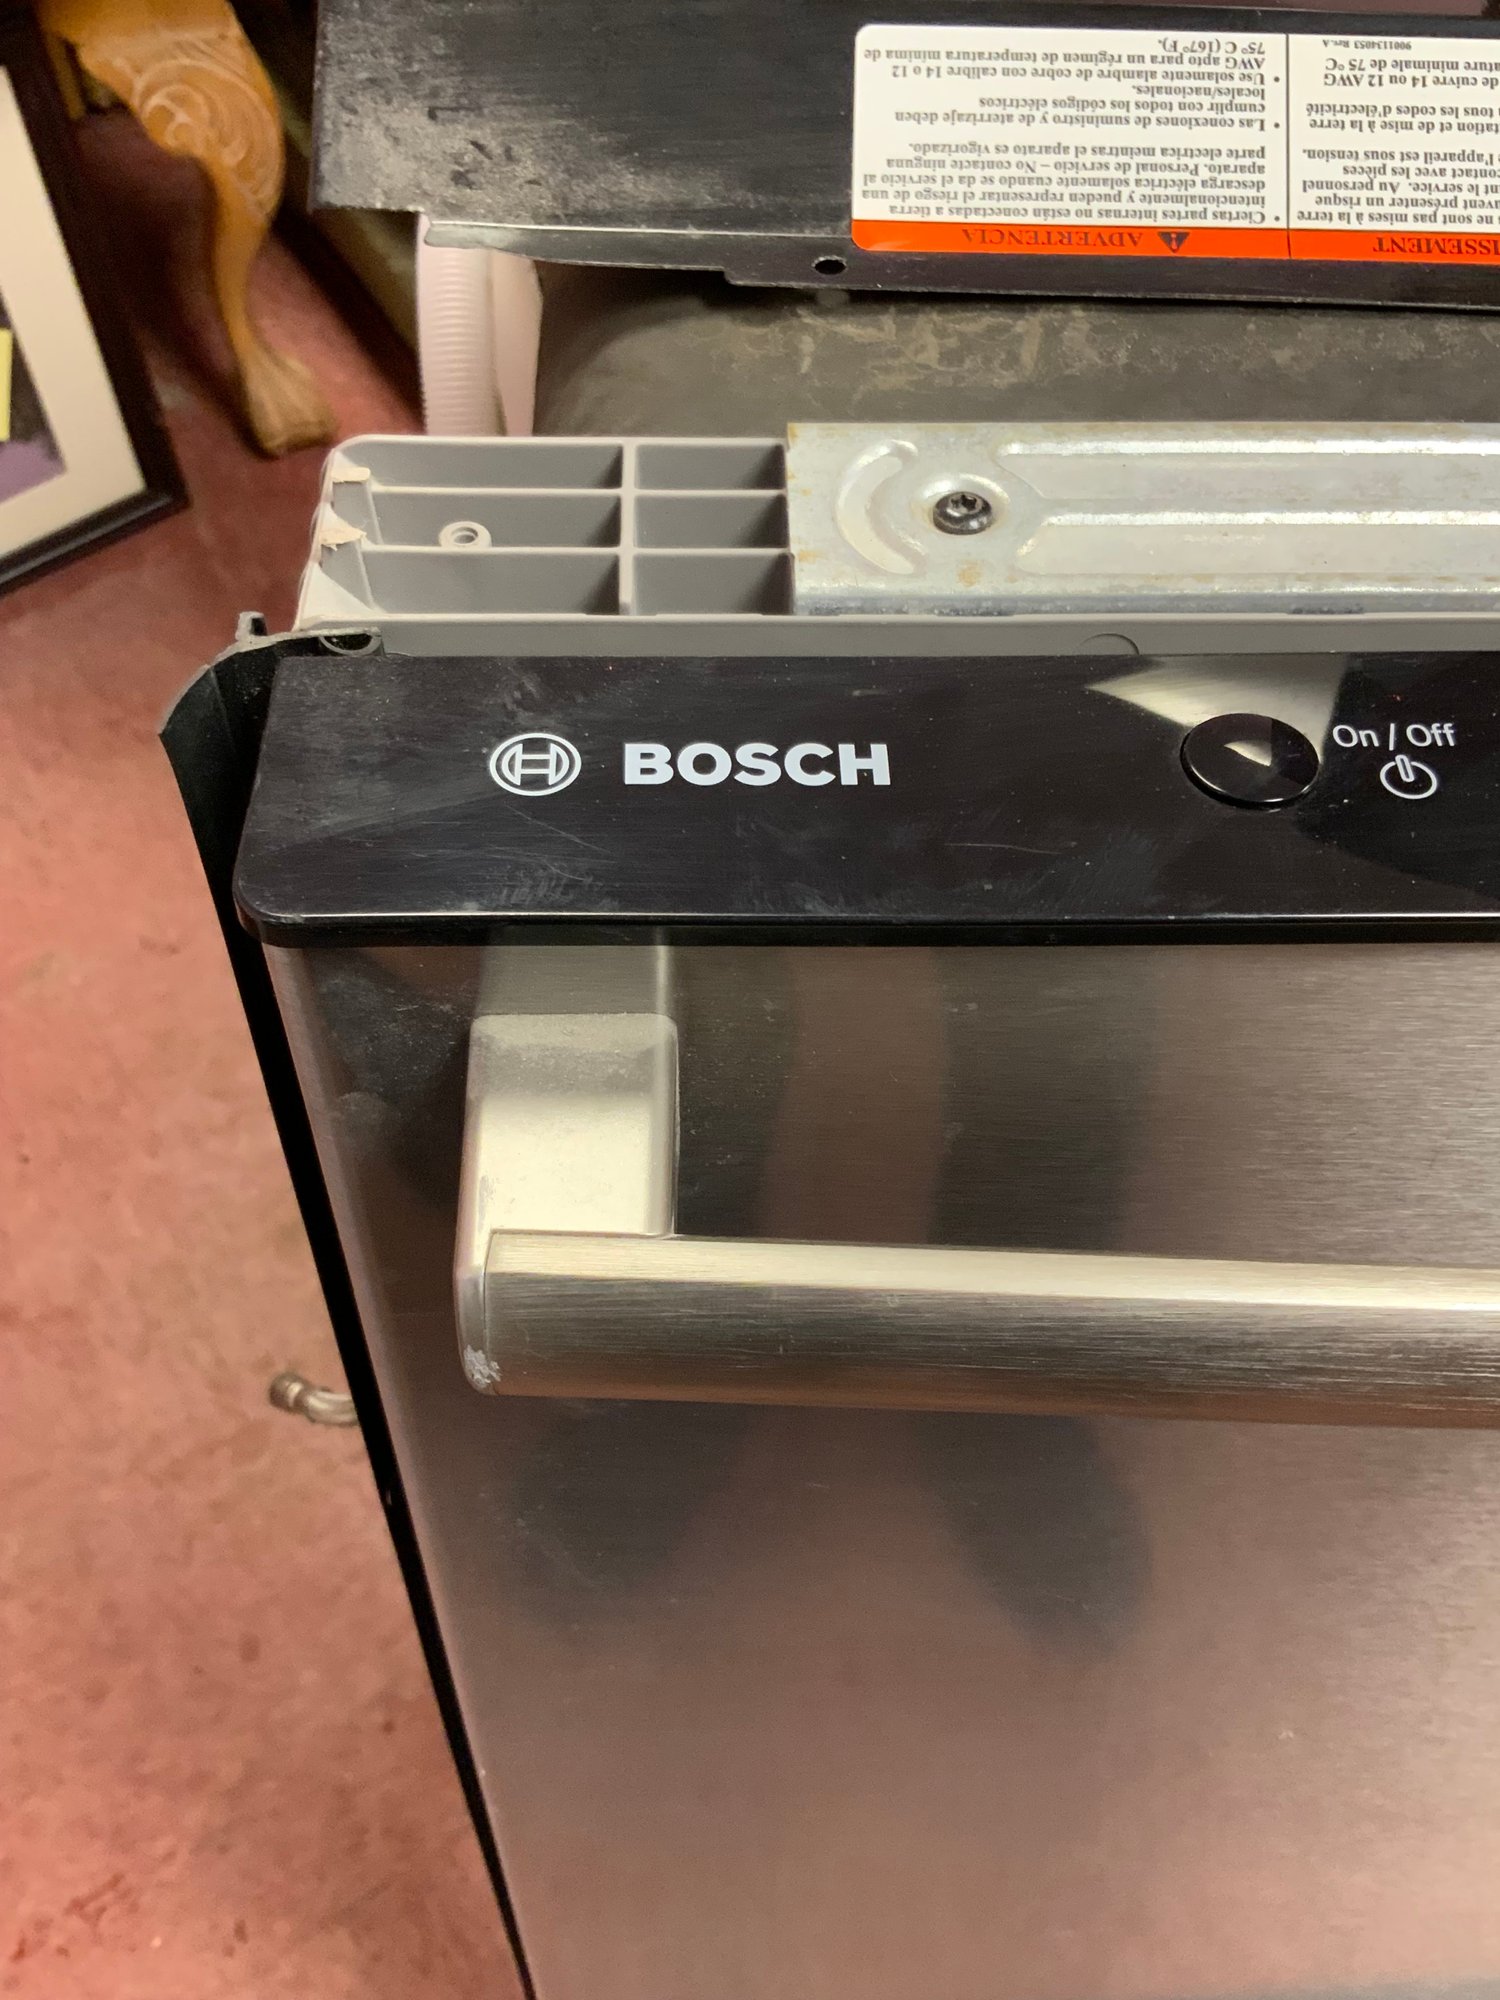 ISSEMENT
ne sont pas mises à la terre
uvent présenter un risque
nt le service. Au personnel
contact avec les pièces
l'appareil est sous tension.
tation et de mise à la terre
tous les codes d'électricité
de cuivre 14 ou 12 AWG
ature minimale de 75 °C
9001134053 Rev. A
ADVERTENCIA
• Ciertas partes internas no están conectadas a tierra
intencionalmente y pueden representar el riesgo de una
descarga eléctrica solamente cuando se da el servicio al
aparato. Personal de servicio – No contacte ninguna
parte electrica meintras el aparato es vigorizado.
• Las conexiones de suministro y de aterrizaje deben
cumplir con todos los códigos eléctricos
locales/nacionales.
• Use solamente alambre de cobre con calibre 14 o 12
AWG apto para un régimen de temperatura mínima de
75° C (167° F).
BOSCH
On / Off